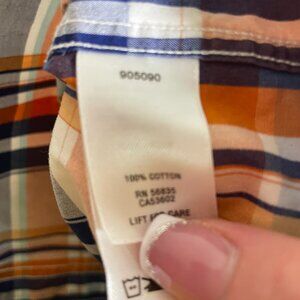 905090
100% COTTON
RN 56835
CA53602
LIFT FOR CARE